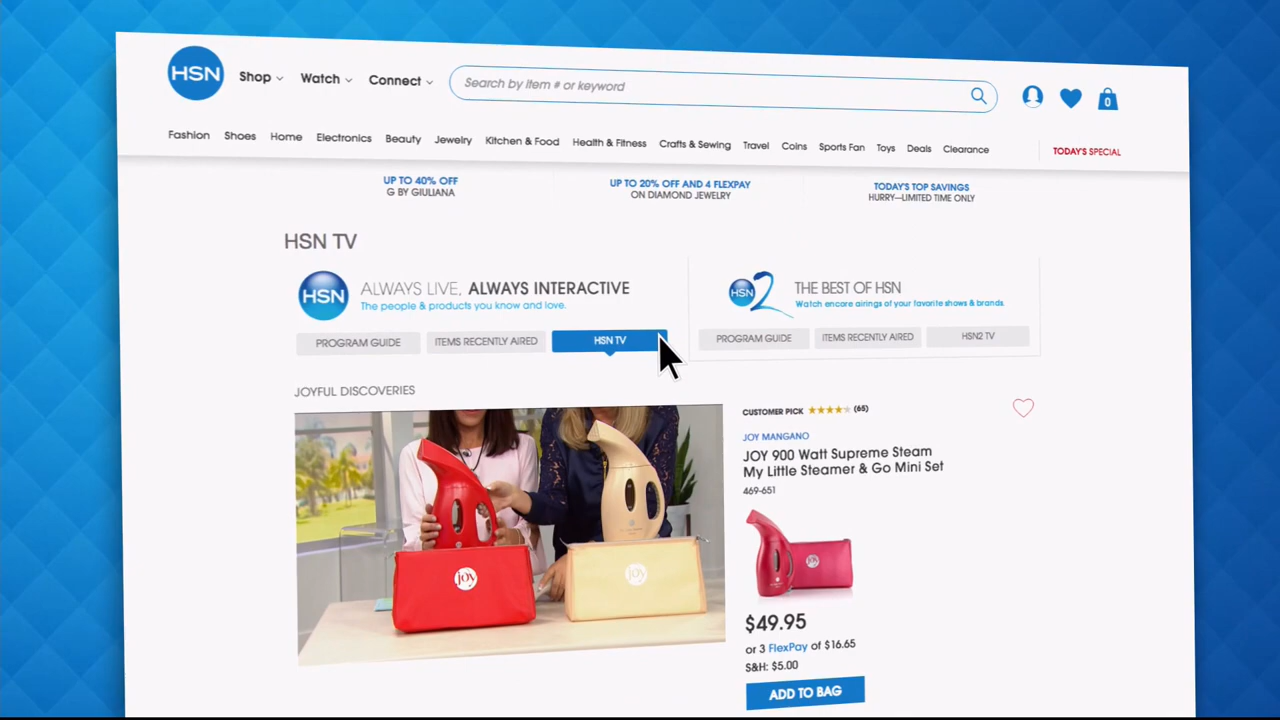 HSN
Shop
Watch
Connect
Search by item # or keyword
0
Fashion
Shoes
Home
Electronics
Beauty
Jewelry
Kitchen & Food
Health & Fitness
Crafts & Sewing
Travel
Coins
Sports Fan
Toys
Deals
Clearance
TODAY'S SPECIAL
UP TO 40% OFF
G BY GIULIANA
UP TO 20% OFF AND 4 FLEXPAY
ON DIAMOND JEWELRY
TODAY'S TOP SAVINGS
HURRY—LIMITED TIME ONLY
HSN TV
HSN
ALWAYS LIVE, ALWAYS INTERACTIVE
The people & products you know and love.
PROGRAM GUIDE
ITEMS RECENTLY AIRED
HSN TV
HSN2
THE BEST OF HSN
Watch encore airings of your favorite shows & brands.
PROGRAM GUIDE
ITEMS RECENTLY AIRED
HSN2 TV
JOYFUL DISCOVERIES
joy
joy
CUSTOMER PICK
(65)
JOY MANGANO
JOY 900 Watt Supreme Steam
My Little Steamer & Go Mini Set
469-651
$49.95
or 3 FlexPay of $16.65
S&H: $5.00
ADD TO BAG